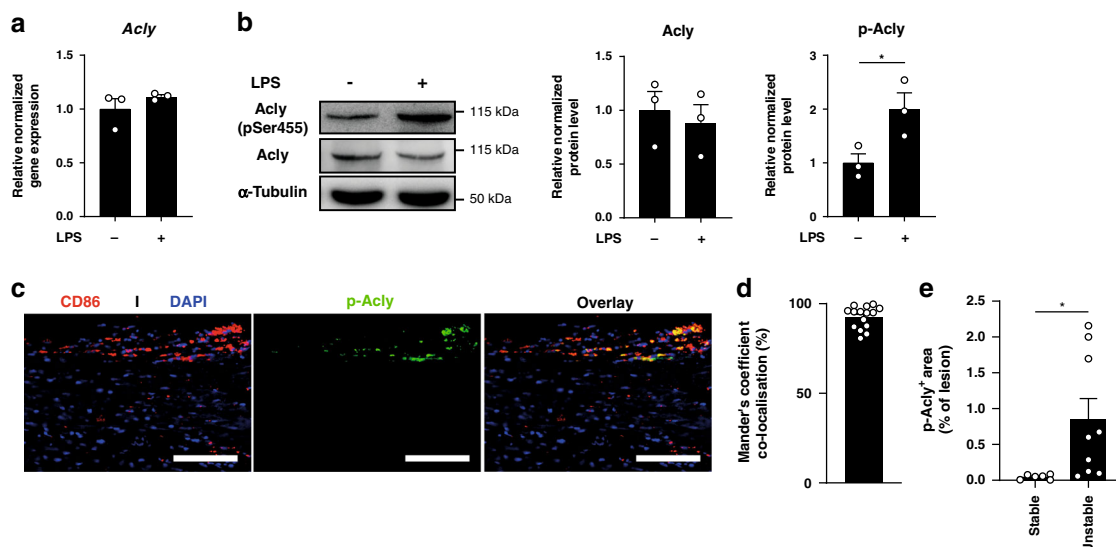 a
Acly
Relative normalized
gene expression
1.5
1.0
0.5
0.0
LPS – +
b
LPS - +
Acly
(pSer455)
115 kDa
Acly
115 kDa
α-Tubulin
50 kDa
Acly
Relative normalized
protein level
1.5
1.0
0.5
0.0
LPS – +
p-Acly
Relative normalized
protein level
3
2
1
0
*
LPS – +
c
CD86 I DAPI
p-Acly
Overlay
d
Mander's coefficient
co-localisation (%)
100
50
0
e
p-Acly+ area
(% of lesion)
2.5
2.0
1.5
1.0
0.5
0.0
*
Stable
Unstable